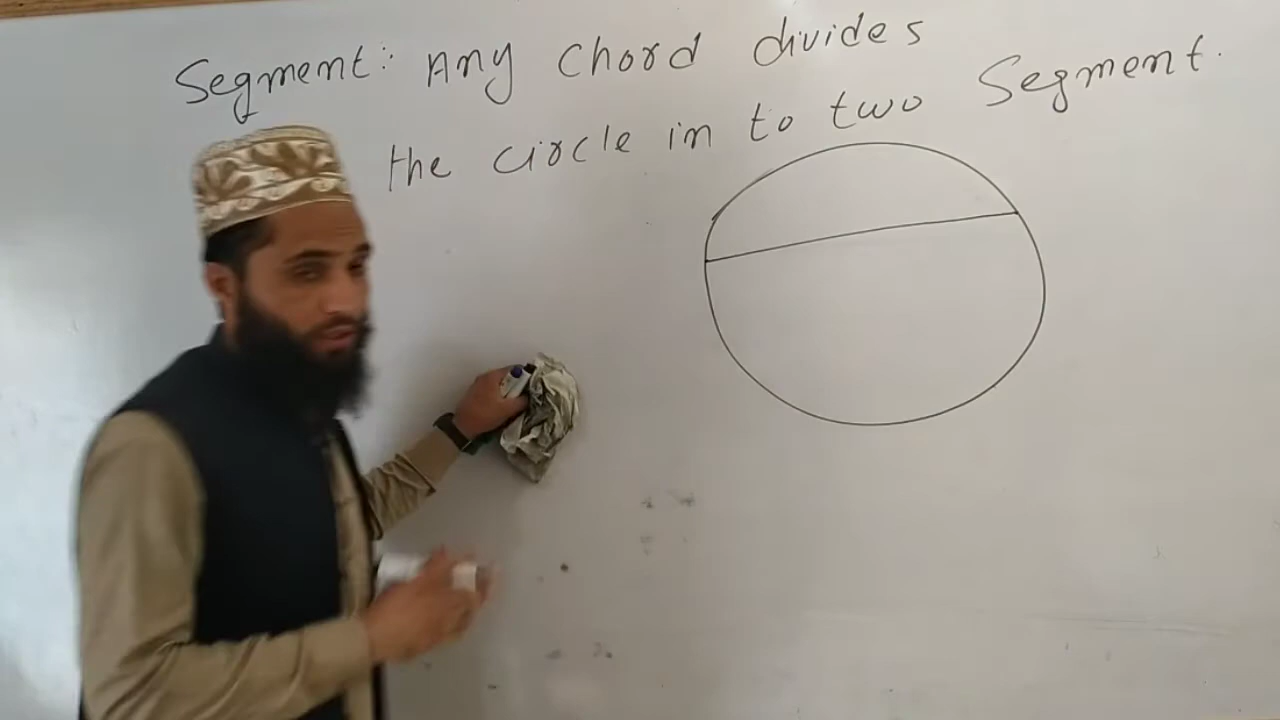 Segment: Any chord divides
the circle in to two Segment.